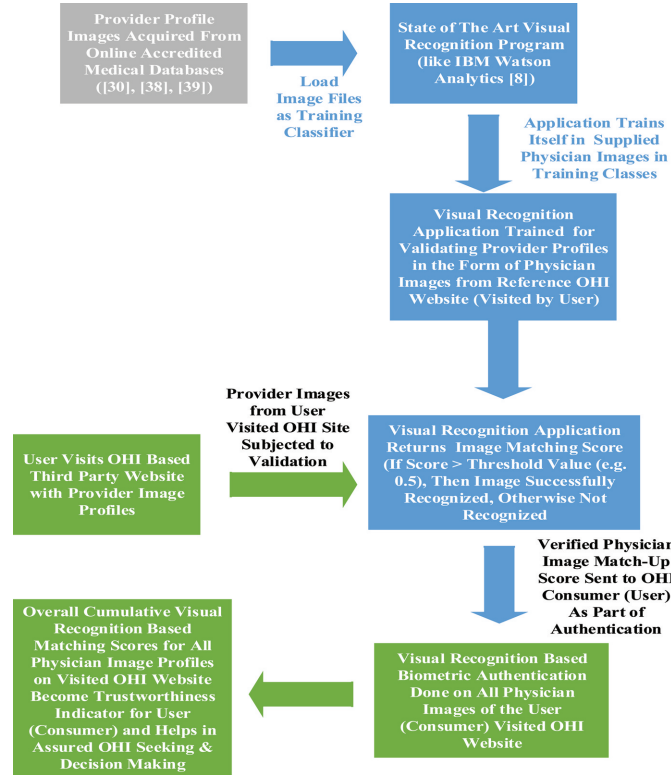 Provider Profile
Images Acquired From
Online Accredited
Medical Databases
([30], [38], [39])
Load
Image Files
as Training
Classifier
State of The Art Visual
Recognition Program
(like IBM Watson
Analytics [8])
Application Trains
Itself in Supplied
Physician Images in
Training Classes
Visual Recognition
Application Trained for
Validating Provider Profiles
in the Form of Physician
Images from Reference OHI
Website (Visited by User)
Provider Images
from User
Visited OHI Site
Subjected to
Validation
User Visits OHI Based
Third Party Website
with Provider Image
Profiles
Visual Recognition Application
Returns Image Matching Score
(If Score > Threshold Value (e.g.
0.5), Then Image Successfully
Recognized, Otherwise Not
Recognized
Verified Physician
Image Match-Up
Score Sent to OHI
Consumer (User)
As Part of
Authentication
Visual Recognition Based
Biometric Authentication
Done on All Physician
Images of the User
(Consumer) Visited OHI
Website
Overall Cumulative Visual
Recognition Based
Matching Scores for All
Physician Image Profiles
on Visited OHI Website
Become Trustworthiness
Indicator for User
(Consumer) and Helps in
Assured OHI Seeking &
Decision Making